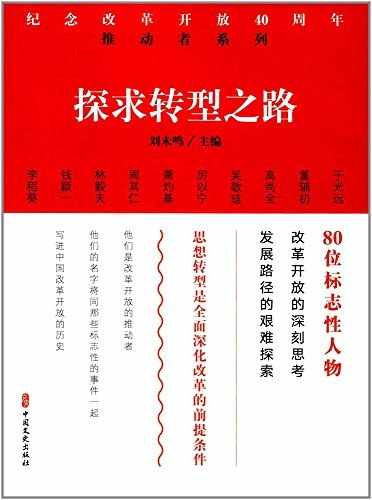 纪念改革开放40周年
推动者系列
探求转型之路
刘未鸣/主编
于光远
董辅礽
高尚全
吴敬琏
厉以宁
萧灼基
周其仁
林毅夫
钱颖一
李稻葵
80位标志性人物
改革开放的深刻思考
发展路径的艰难探索
思想转型是全面深化改革的前提条件
他们是改革开放的推动者
他们的名字将同那些标志性的事件一起
写进中国改革开放的历史
中国文史出版社